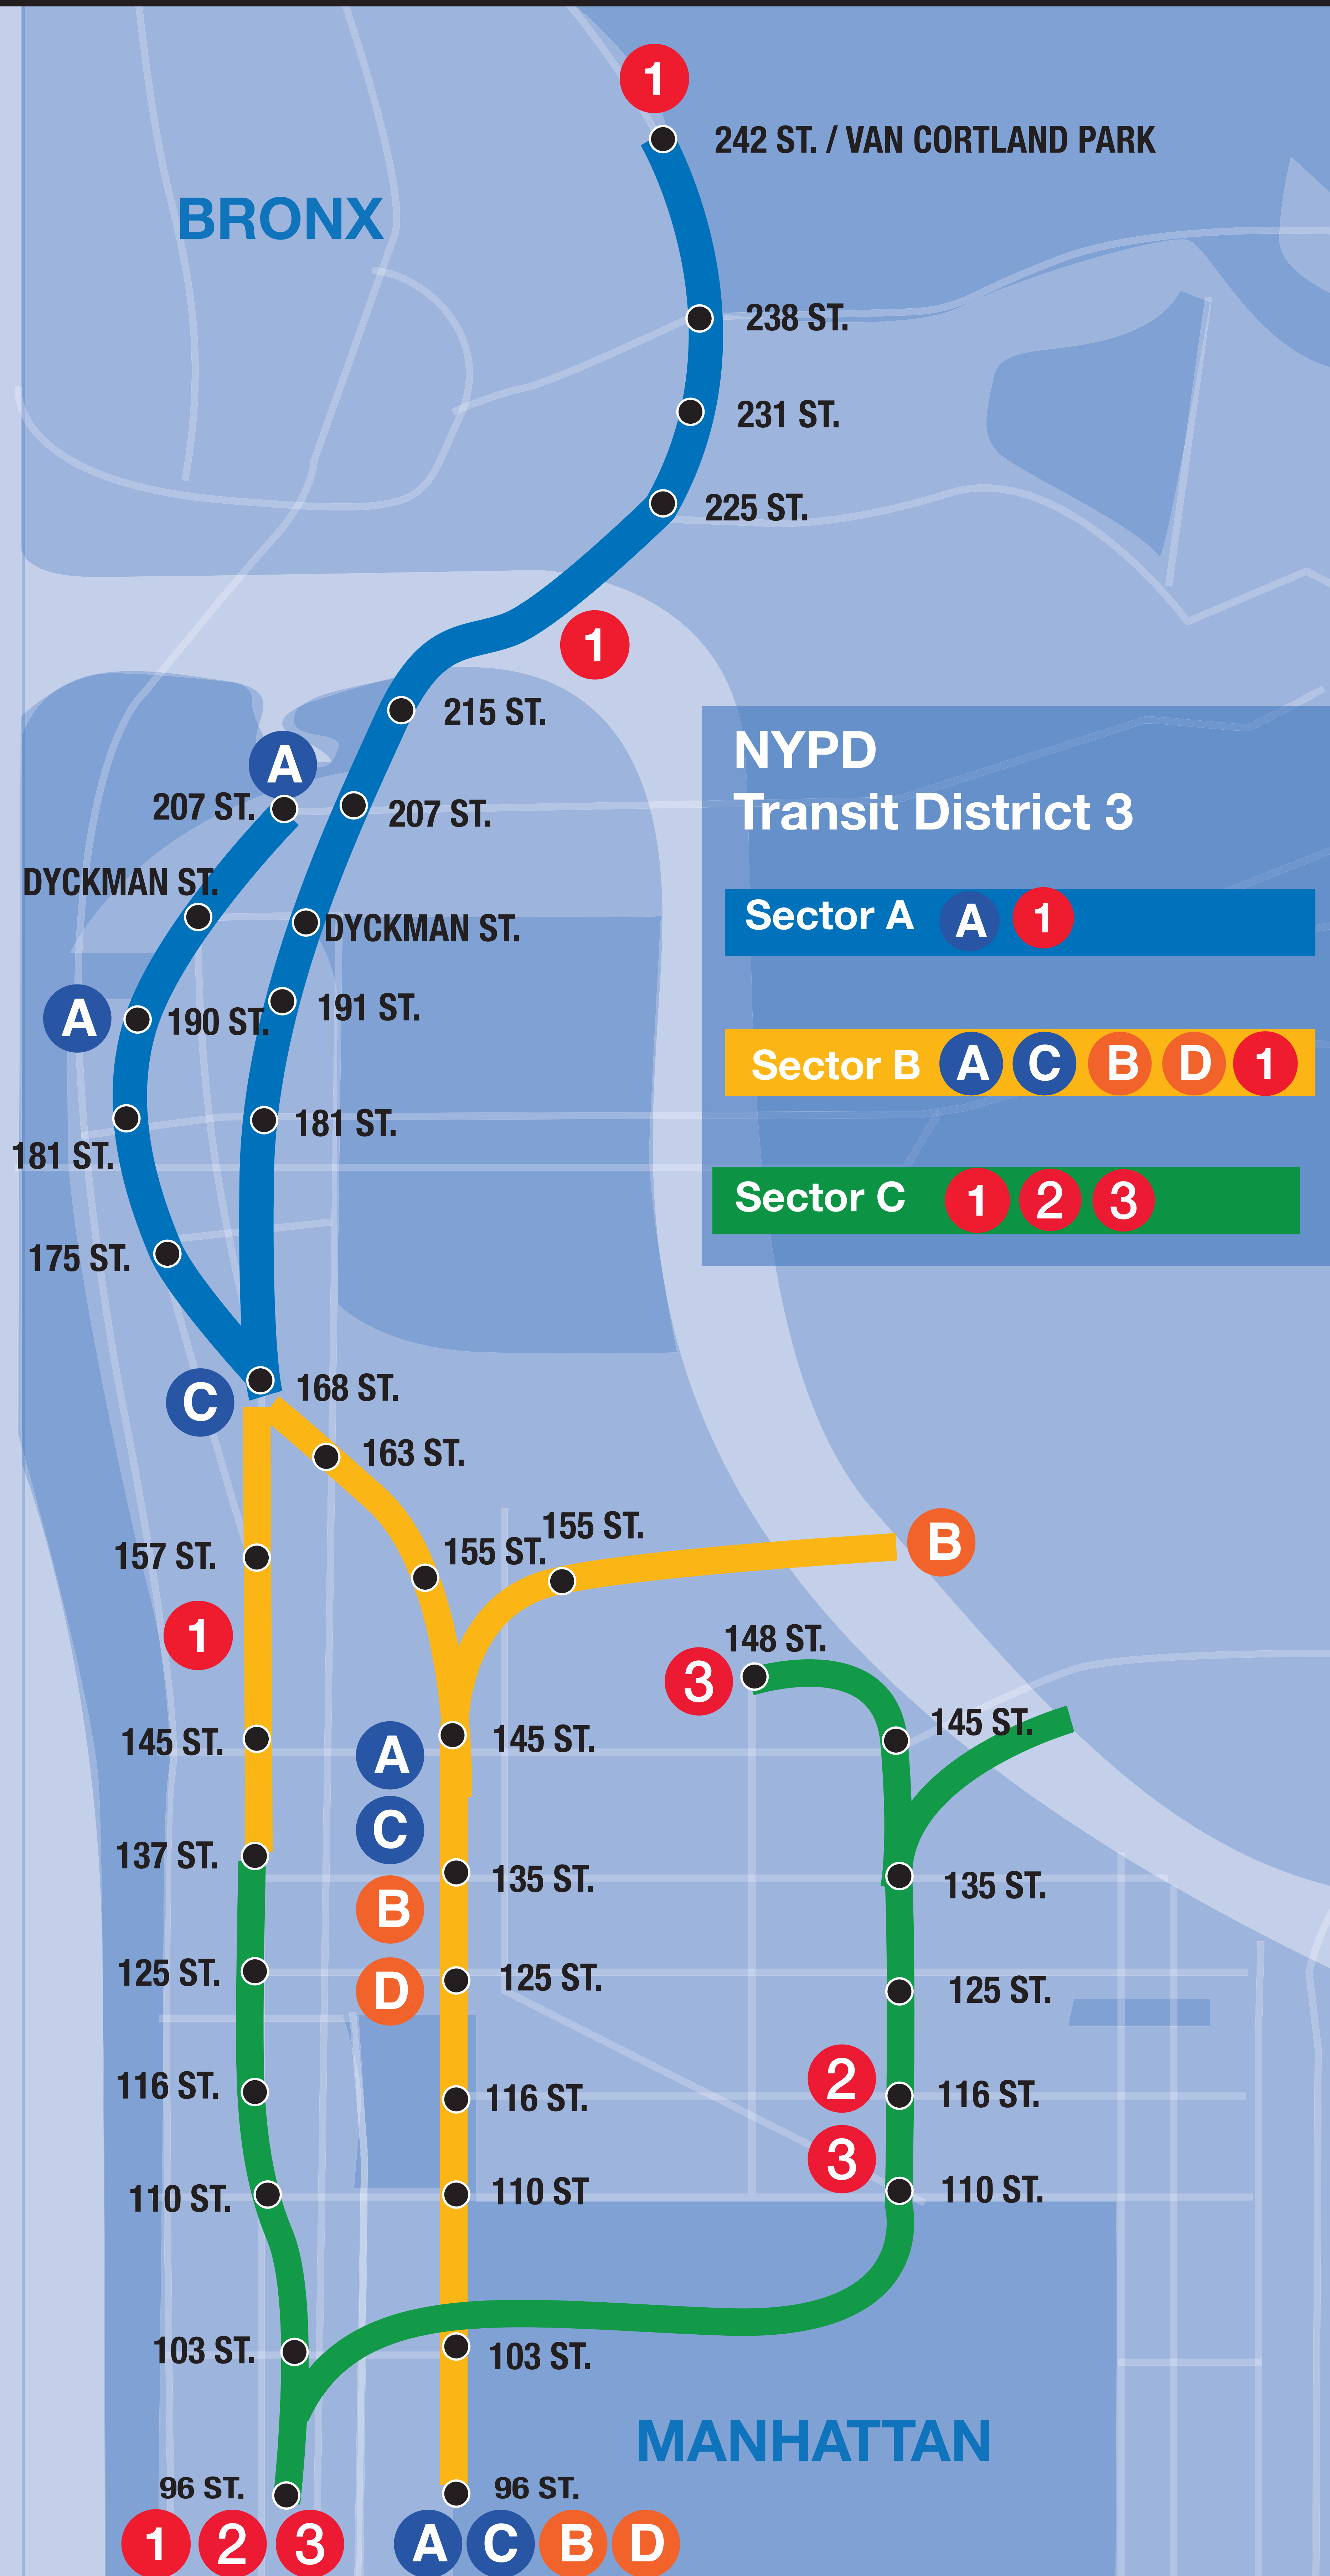 1
242 ST. / VAN CORTLAND PARK
BRONX
238 ST.
231 ST.
225 ST.
1
215 ST.
A
207 ST.
207 ST.
DYCKMAN ST.
DYCKMAN ST.
191 ST.
A
190 ST.
181 ST.
181 ST.
175 ST.
NYPD
Transit District 3
Sector A A 1
Sector B A C B D 1
Sector C 1 2 3
168 ST.
C
163 ST.
155 ST.
155 ST.
B
157 ST.
1
148 ST.
3
145 ST.
145 ST.
145 ST.
A
C
B
D
137 ST.
135 ST.
135 ST.
125 ST.
125 ST.
125 ST.
2
3
116 ST.
116 ST.
116 ST.
110 ST.
110 ST
110 ST.
103 ST.
103 ST.
MANHATTAN
96 ST.
96 ST.
1 2 3
A C B D